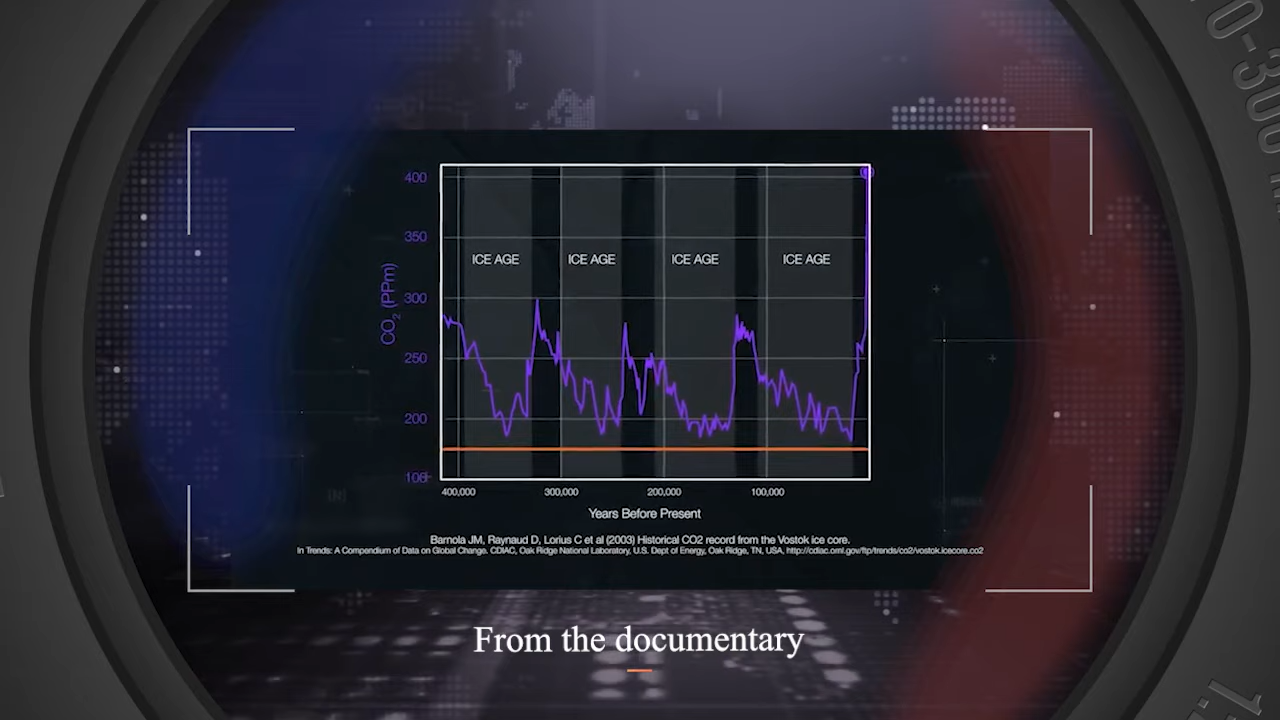 0-300
400
350
300
250
200
100
CO2 (PPm)
ICE AGE ICE AGE ICE AGE ICE AGE
400,000 300,000 200,000 100,000
Years Before Present
Barnola JM, Raynaud D, Lorius C et al (2003) Historical CO2 record from the Vostok ice core.
In Trends: A Compendium of Data on Global Change. CDIAC, Oak Ridge National Laboratory, U.S. Dept of Energy, Oak Ridge, TN, USA, http://cdiac.ornl.gov/ftp/trends/co2/vostok.icecore.co2
From the documentary